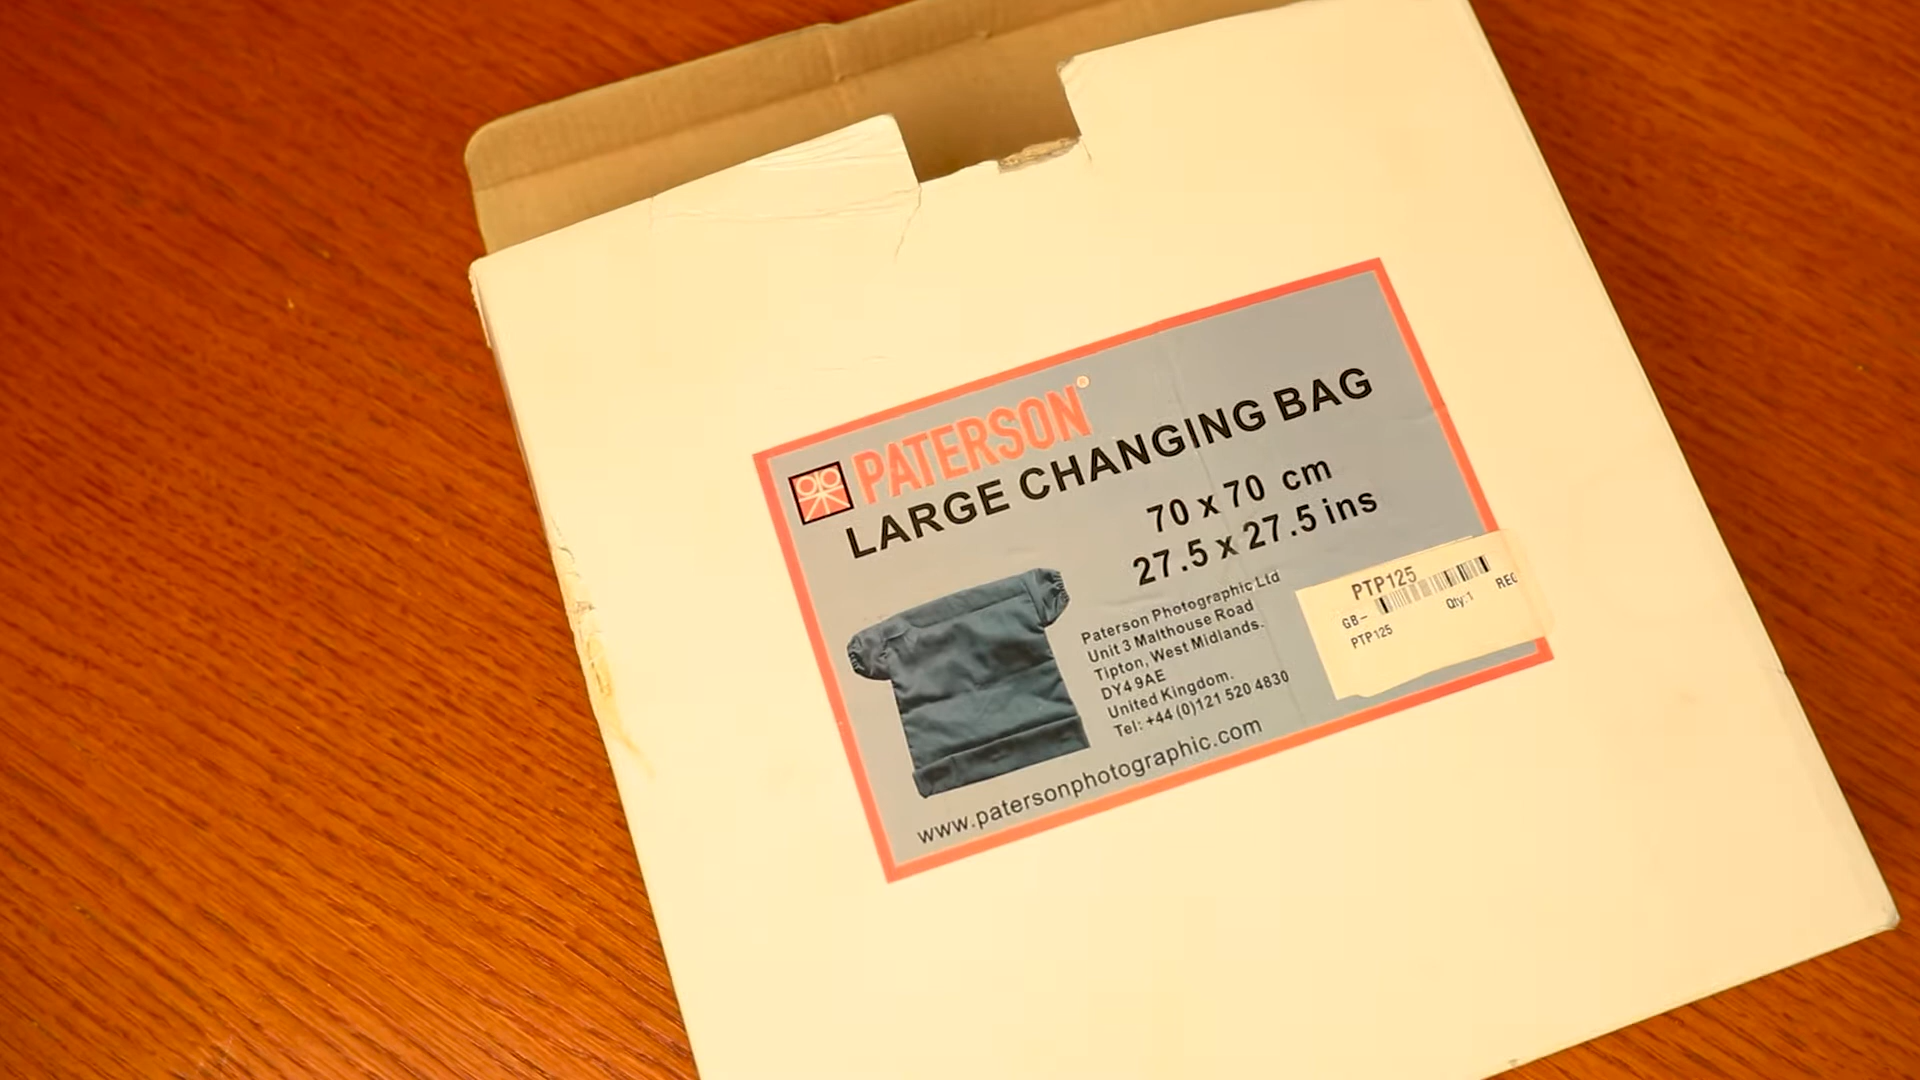 PATERSON®
LARGE CHANGING BAG
70 x 70 cm
27.5 x 27.5 ins
Paterson Photographic Ltd
Unit 3 Malthouse Road
Tipton, West Midlands.
DY4 9AE
United Kingdom.
Tel: +44 (0)121 520 4830
www.patersonphotographic.com
PTP125
GB-
Qty:1
REC
PTP125